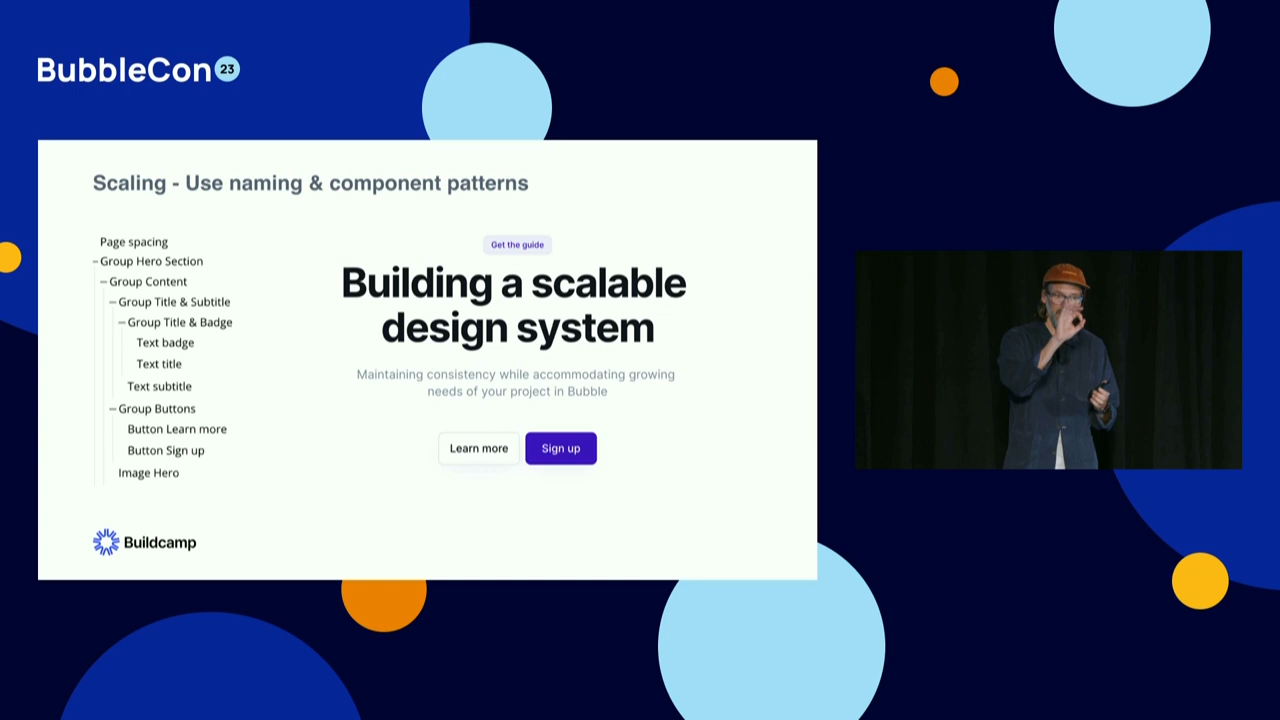 BubbleCon 23
Scaling - Use naming & component patterns
Page spacing
Group Hero Section
Group Content
Group Title & Subtitle
Group Title & Badge
Text badge
Text title
Text subtitle
Group Buttons
Button Learn more
Button Sign up
Image Hero
Get the guide
Building a scalable
design system
Maintaining consistency while accommodating growing
needs of your project in Bubble
Learn more
Sign up
Buildcamp